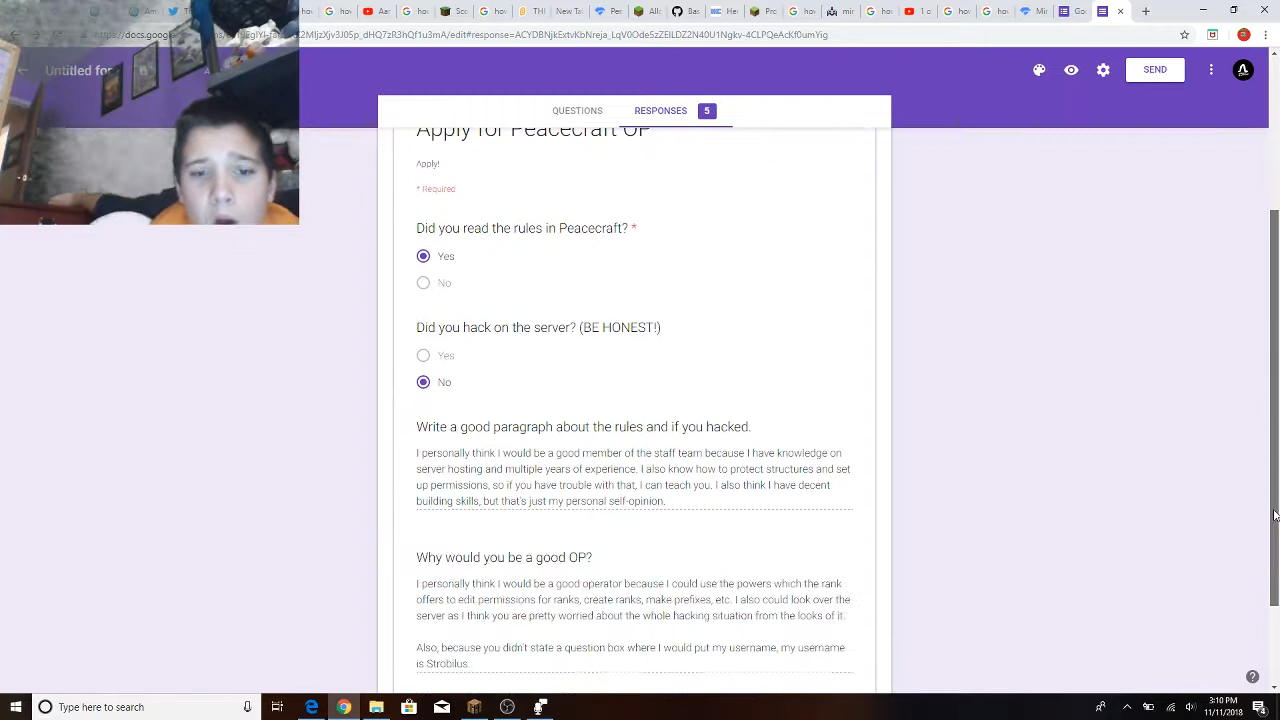 Untitled for
SEND
QUESTIONS RESPONSES 5
Apply for Peacecraft OP
Apply!
* Required
Did you read the rules in Peacecraft? *
Yes
No
Did you hack on the server? (BE HONEST!)
Yes
No
Write a good paragraph about the rules and if you hacked.
I personally think I would be a good member of the staff team because I have knowledge on
server hosting and multiple years of experience. I also know how to protect structures and set
up permissions, so if you have trouble with that, I can teach you. I also think I have decent
building skills, but that's just my personal self-opinion.
Why would you be a good OP?
I personally think I would be a good operator because I could use the powers which the rank
offers to edit permissions for ranks, create ranks, make prefixes, etc. I also could look over the
server as I think you are pretty worried about the whole hacking situation from the looks of it.
Also, because you didn't state a question box where I would put my username, my username
is Strobilus.
Type here to search
3:10 PM
11/11/2018